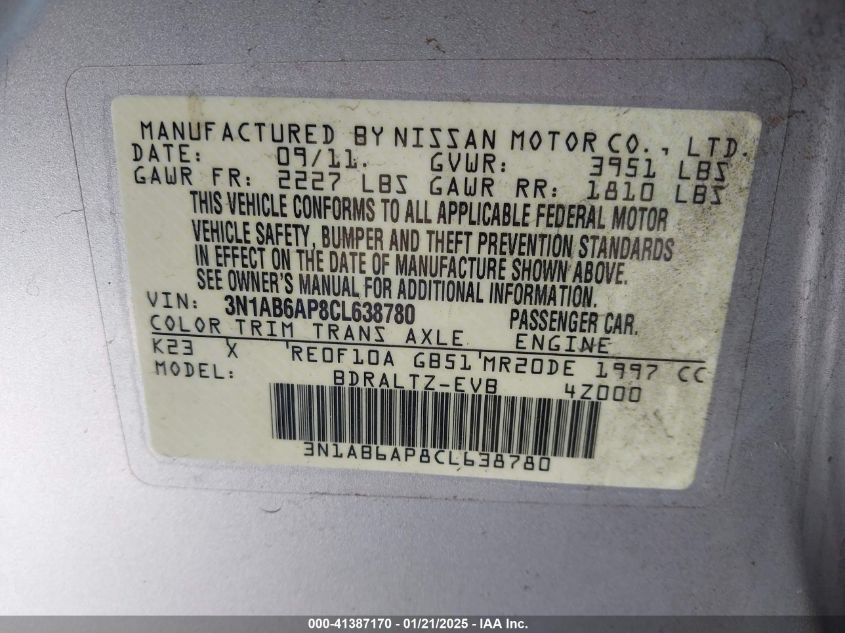 MANUFACTURED BY NISSAN MOTOR CO., LTD.
DATE: 09/11. GVWR: 3951 LBS
GAWR FR: 2227 LBS GAWR RR: 1810 LBS
THIS VEHICLE CONFORMS TO ALL APPLICABLE FEDERAL MOTOR
VEHICLE SAFETY, BUMPER AND THEFT PREVENTION STANDARDS
IN EFFECT ON THE DATE OF MANUFACTURE SHOWN ABOVE.
SEE OWNER'S MANUAL FOR ADDITIONAL INFORMATION.
VIN: 3N1AB6AP8CL638780 PASSENGER CAR.
COLOR TRIM TRANS AXLE ENGINE
K23 X 'RE0F10A GB51'MR20DE 1997 CC
MODEL: BDRALTZ-EVB 4Z000
3N1AB6AP8CL638780
000-41387170 | 01/21/2025 | IAA, Inc.